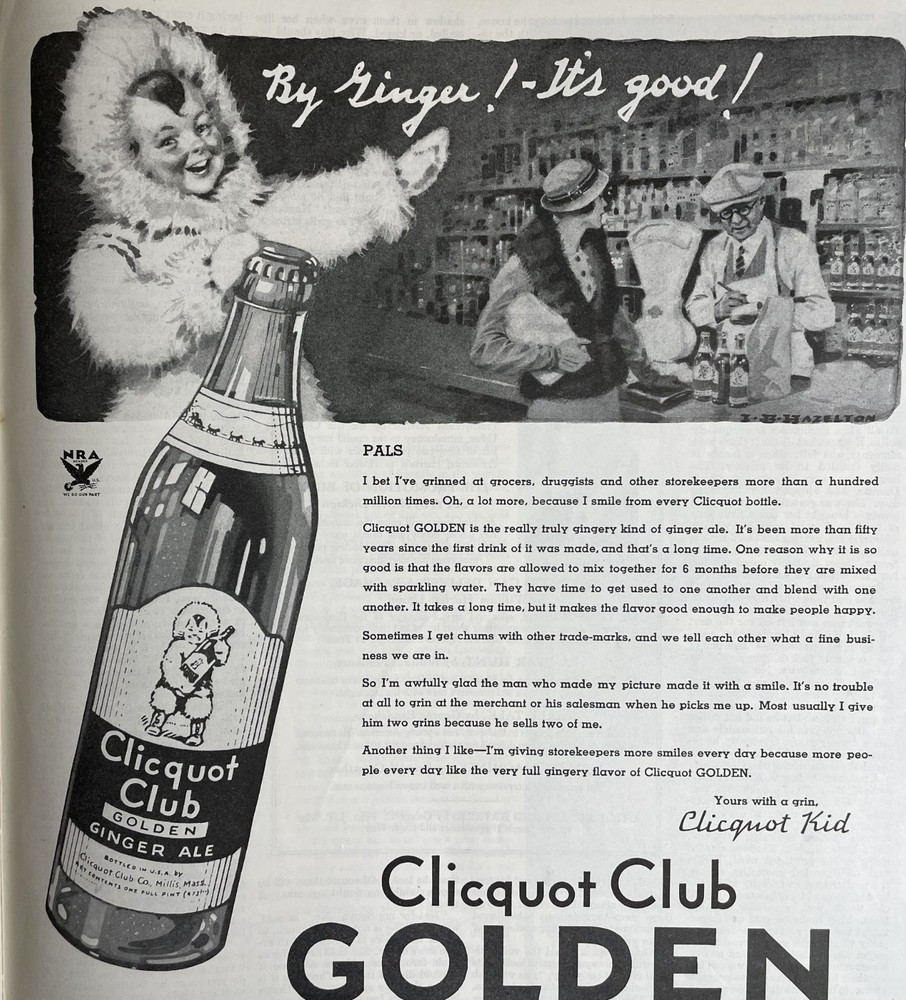 By Ginger! - It's good!
I·B·HAZELTON
NRA
MEMBER
U.S.
WE DO OUR PART
PALS
I bet I've grinned at grocers, druggists and other storekeepers more than a hundred
million times. Oh, a lot more, because I smile from every Clicquot bottle.
Clicquot GOLDEN is the really truly gingery kind of ginger ale. It's been more than fifty
years since the first drink of it was made, and that's a long time. One reason why it is so
good is that the flavors are allowed to mix together for 6 months before they are mixed
with sparkling water. They have time to get used to one another and blend with one
another. It takes a long time, but it makes the flavor good enough to make people happy.
Sometimes I get chums with other trade-marks, and we tell each other what a fine busi-
ness we are in.
So I'm awfully glad the man who made my picture made it with a smile. It's no trouble
at all to grin at the merchant or his salesman when he picks me up. Most usually I give
him two grins because he sells two of me.
Another thing I like—I'm giving storekeepers more smiles every day because more peo-
ple every day like the very full gingery flavor of Clicquot GOLDEN.
Yours with a grin,
Clicquot Kid
Clicquot
Club
GOLDEN
GINGER ALE
BOTTLED IN U.S.A. BY
Clicquot Club Co., Millis, Mass.
NET CONTENTS ONE FULL PINT
Clicquot Club
GOLDEN